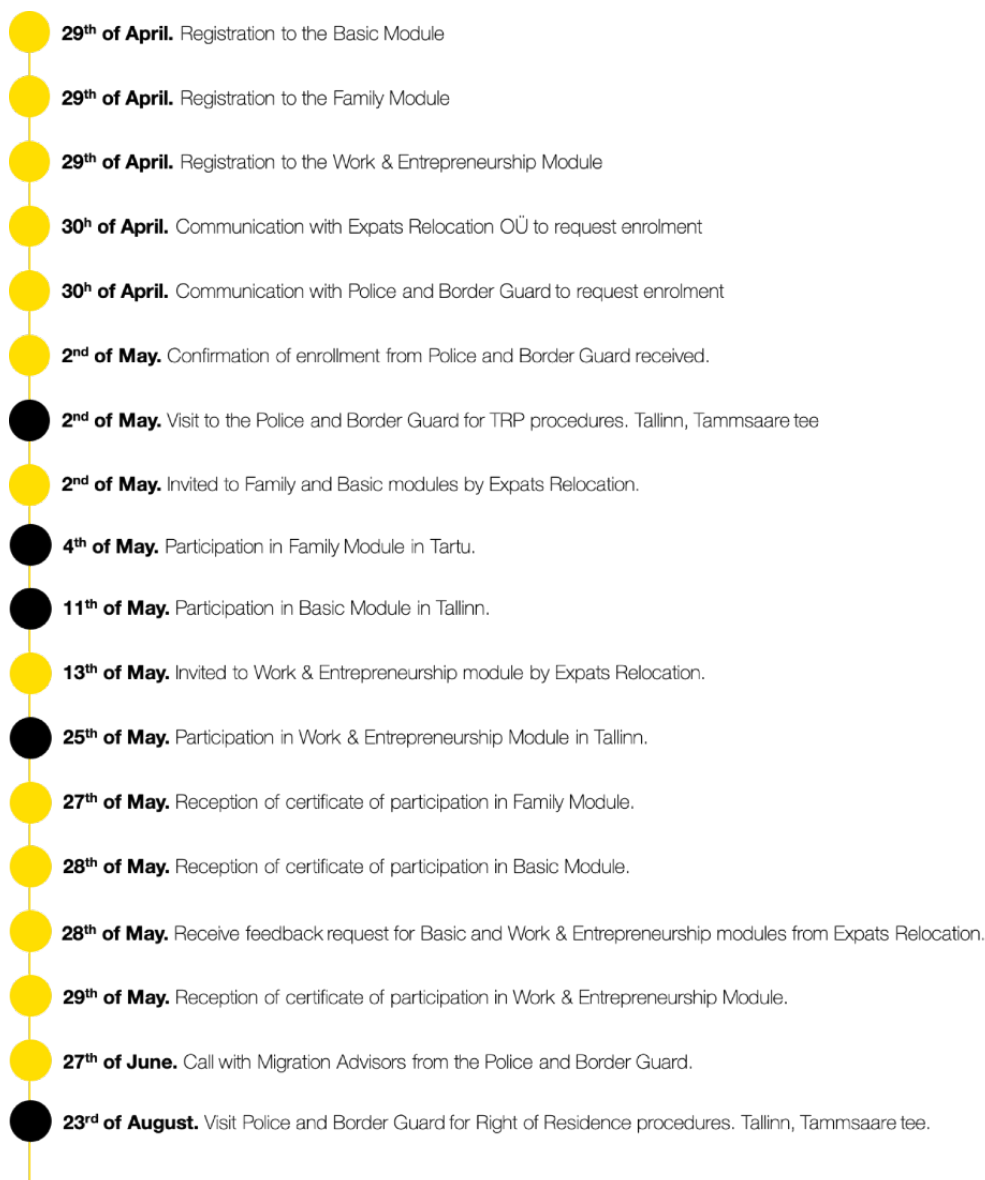 29th of April. Registration to the Basic Module
29th of April. Registration to the Family Module
29th of April. Registration to the Work & Entrepreneurship Module
30h of April. Communication with Expats Relocation OÜ to request enrolment
30h of April. Communication with Police and Border Guard to request enrolment
2nd of May. Confirmation of enrollment from Police and Border Guard received.
2nd of May. Visit to the Police and Border Guard for TRP procedures. Tallinn, Tammsaare tee
2nd of May. Invited to Family and Basic modules by Expats Relocation.
4th of May. Participation in Family Module in Tartu.
11th of May. Participation in Basic Module in Tallinn.
13th of May. Invited to Work & Entrepreneurship module by Expats Relocation.
25th of May. Participation in Work & Entrepreneurship Module in Tallinn.
27th of May. Reception of certificate of participation in Family Module.
28th of May. Reception of certificate of participation in Basic Module.
28th of May. Receive feedback request for Basic and Work & Entrepreneurship modules from Expats Relocation.
29th of May. Reception of certificate of participation in Work & Entrepreneurship Module.
27th of June. Call with Migration Advisors from the Police and Border Guard.
23rd of August. Visit Police and Border Guard for Right of Residence procedures. Tallinn, Tammsaare tee.